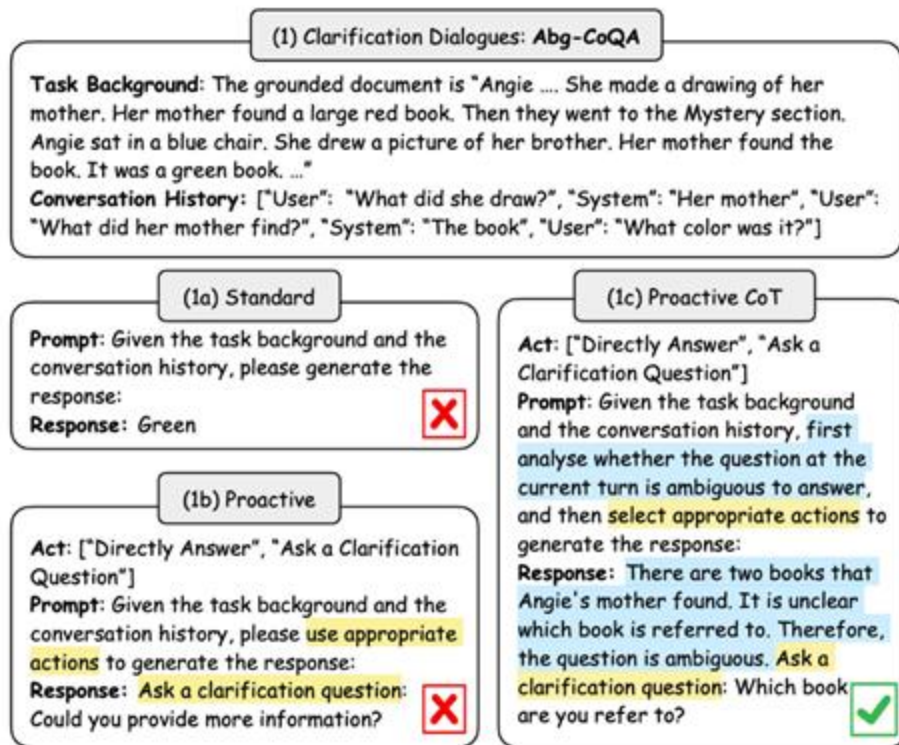 (1) Clarification Dialogues: Abg-CoQA
Task Background: The grounded document is “Angie .... She made a drawing of her
mother. Her mother found a large red book. Then they went to the Mystery section.
Angie sat in a blue chair. She drew a picture of her brother. Her mother found the
book. It was a green book. ...”
Conversation History: [“User”: “What did she draw?”, “System”: “Her mother”, “User”:
“What did her mother find?”, “System”: “The book”, “User”: “What color was it?”]
(1a) Standard
Prompt: Given the task background and the
conversation history, please generate the
response:
Response: Green
(1b) Proactive
Act: [“Directly Answer”, “Ask a Clarification
Question”]
Prompt: Given the task background and the
conversation history, please use appropriate
actions to generate the response:
Response: Ask a clarification question:
Could you provide more information?
(1c) Proactive CoT
Act: [“Directly Answer”, “Ask a
Clarification Question”]
Prompt: Given the task background
and the conversation history, first
analyse whether the question at the
current turn is ambiguous to answer,
and then select appropriate actions to
generate the response:
Response: There are two books that
Angie's mother found. It is unclear
which book is referred to. Therefore,
the question is ambiguous. Ask a
clarification question: Which book
are you refer to?